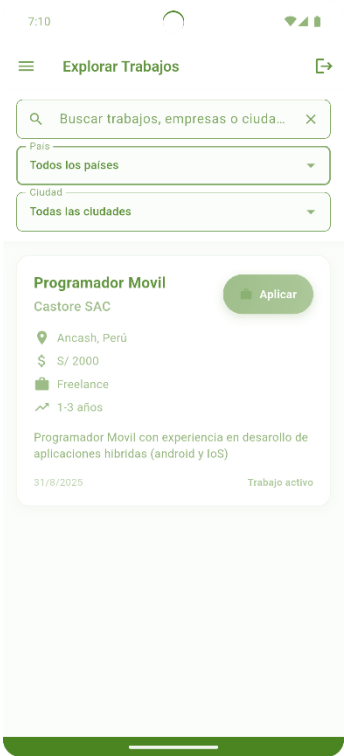 7:10
Explorar Trabajos
Buscar trabajos, empresas o ciuda...
País
Todos los países
Ciudad
Todas las ciudades
Programador Movil
Aplicar
Castore SAC
Ancash, Perú
S/ 2000
Freelance
1-3 años
Programador Movil con experiencia en desarollo de
aplicaciones hibridas (android y IoS)
31/8/2025
Trabajo activo